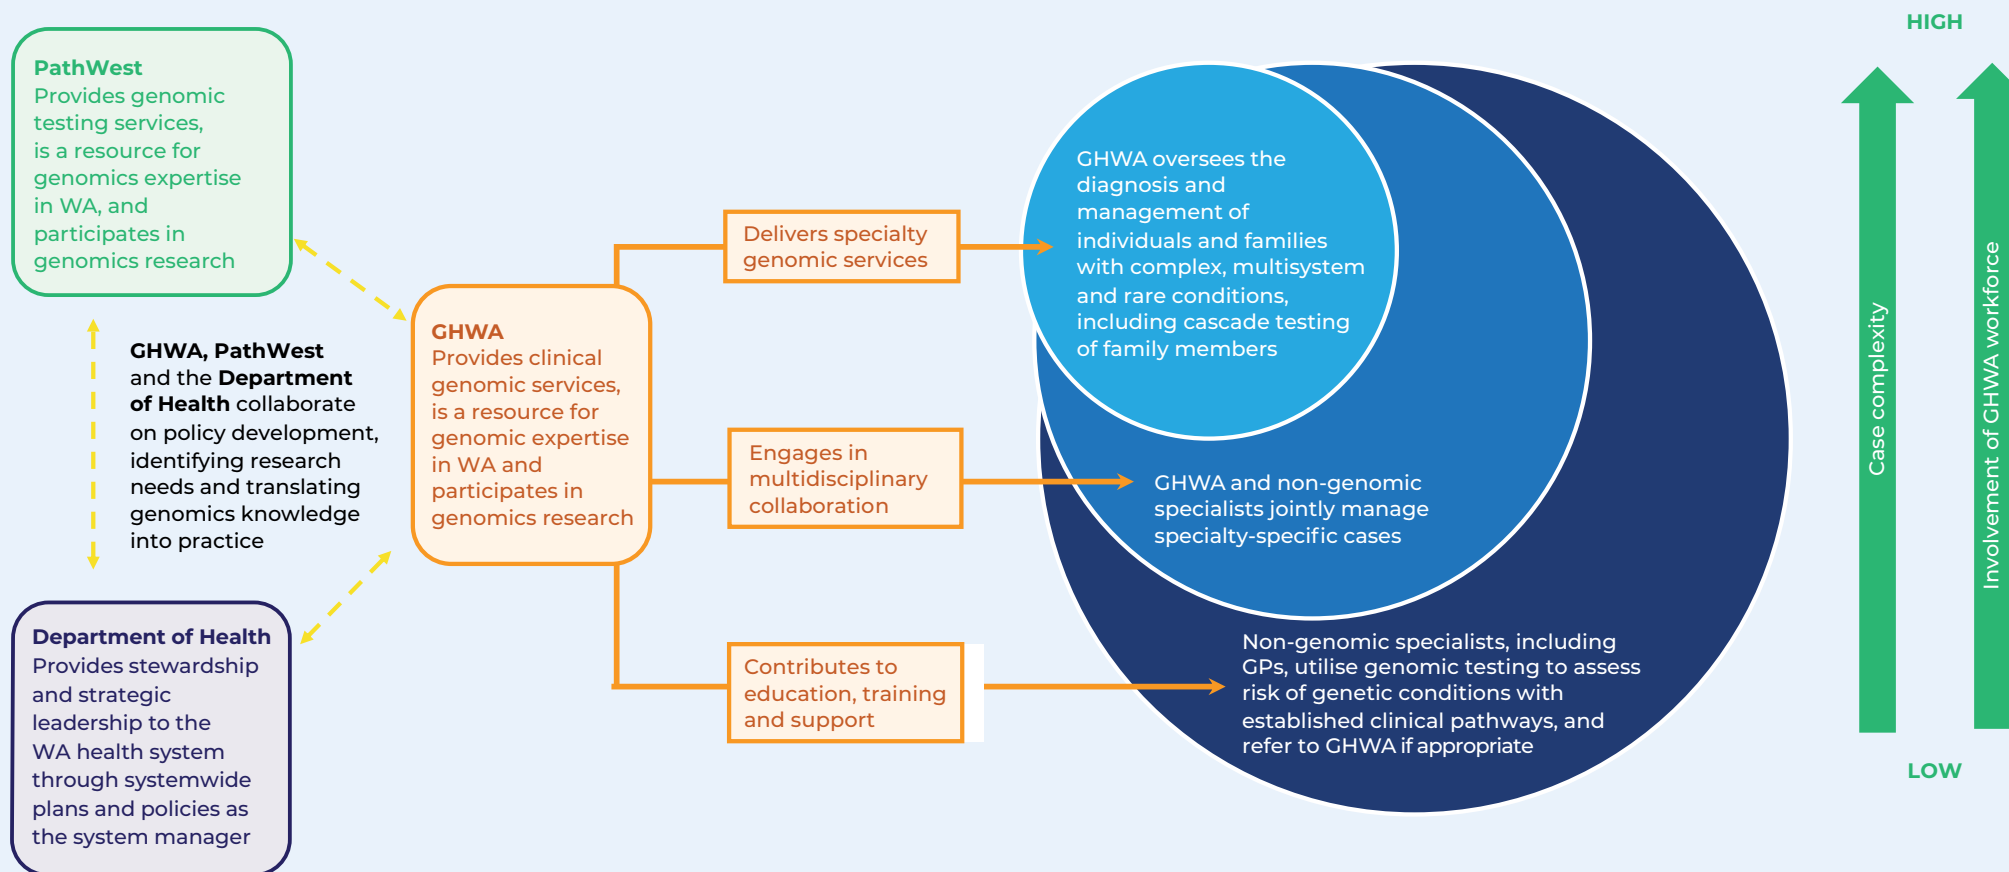 PathWest
Provides genomic
testing services,
is a resource for
genomics expertise
in WA, and
participates in
genomics research
GHWA, PathWest
and the Department
of Health collaborate
on policy development,
identifying research
needs and translating
genomics knowledge
into practice
Department of Health
Provides stewardship
and strategic
leadership to the
WA health system
through systemwide
plans and policies as
the system manager
GHWA
Provides clinical
genomic services,
is a resource for
genomic expertise
in WA and
participates in
genomics research
Delivers specialty
genomic services
Engages in
multidisciplinary
collaboration
Contributes to
education, training
and support
GHWA oversees the
diagnosis and
management of
individuals and families
with complex, multisystem
and rare conditions,
including cascade testing
of family members
GHWA and non-genomic
specialists jointly manage
specialty-specific cases
Non-genomic specialists, including
GPs, utilise genomic testing to assess
risk of genetic conditions with
established clinical pathways, and
refer to GHWA if appropriate
HIGH
Case complexity
Involvement of GHWA workforce
LOW